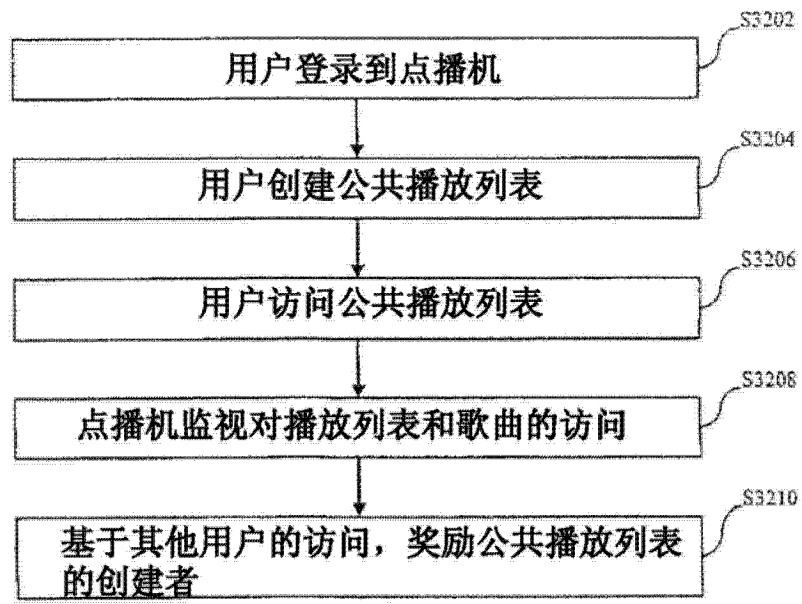 S3202
用户登录到点播机
S3204
用户创建公共播放列表
S3206
用户访问公共播放列表
S3208
点播机监视对播放列表和歌曲的访问
S3210
基于其他用户的访问，奖励公共播放列表
的创建者